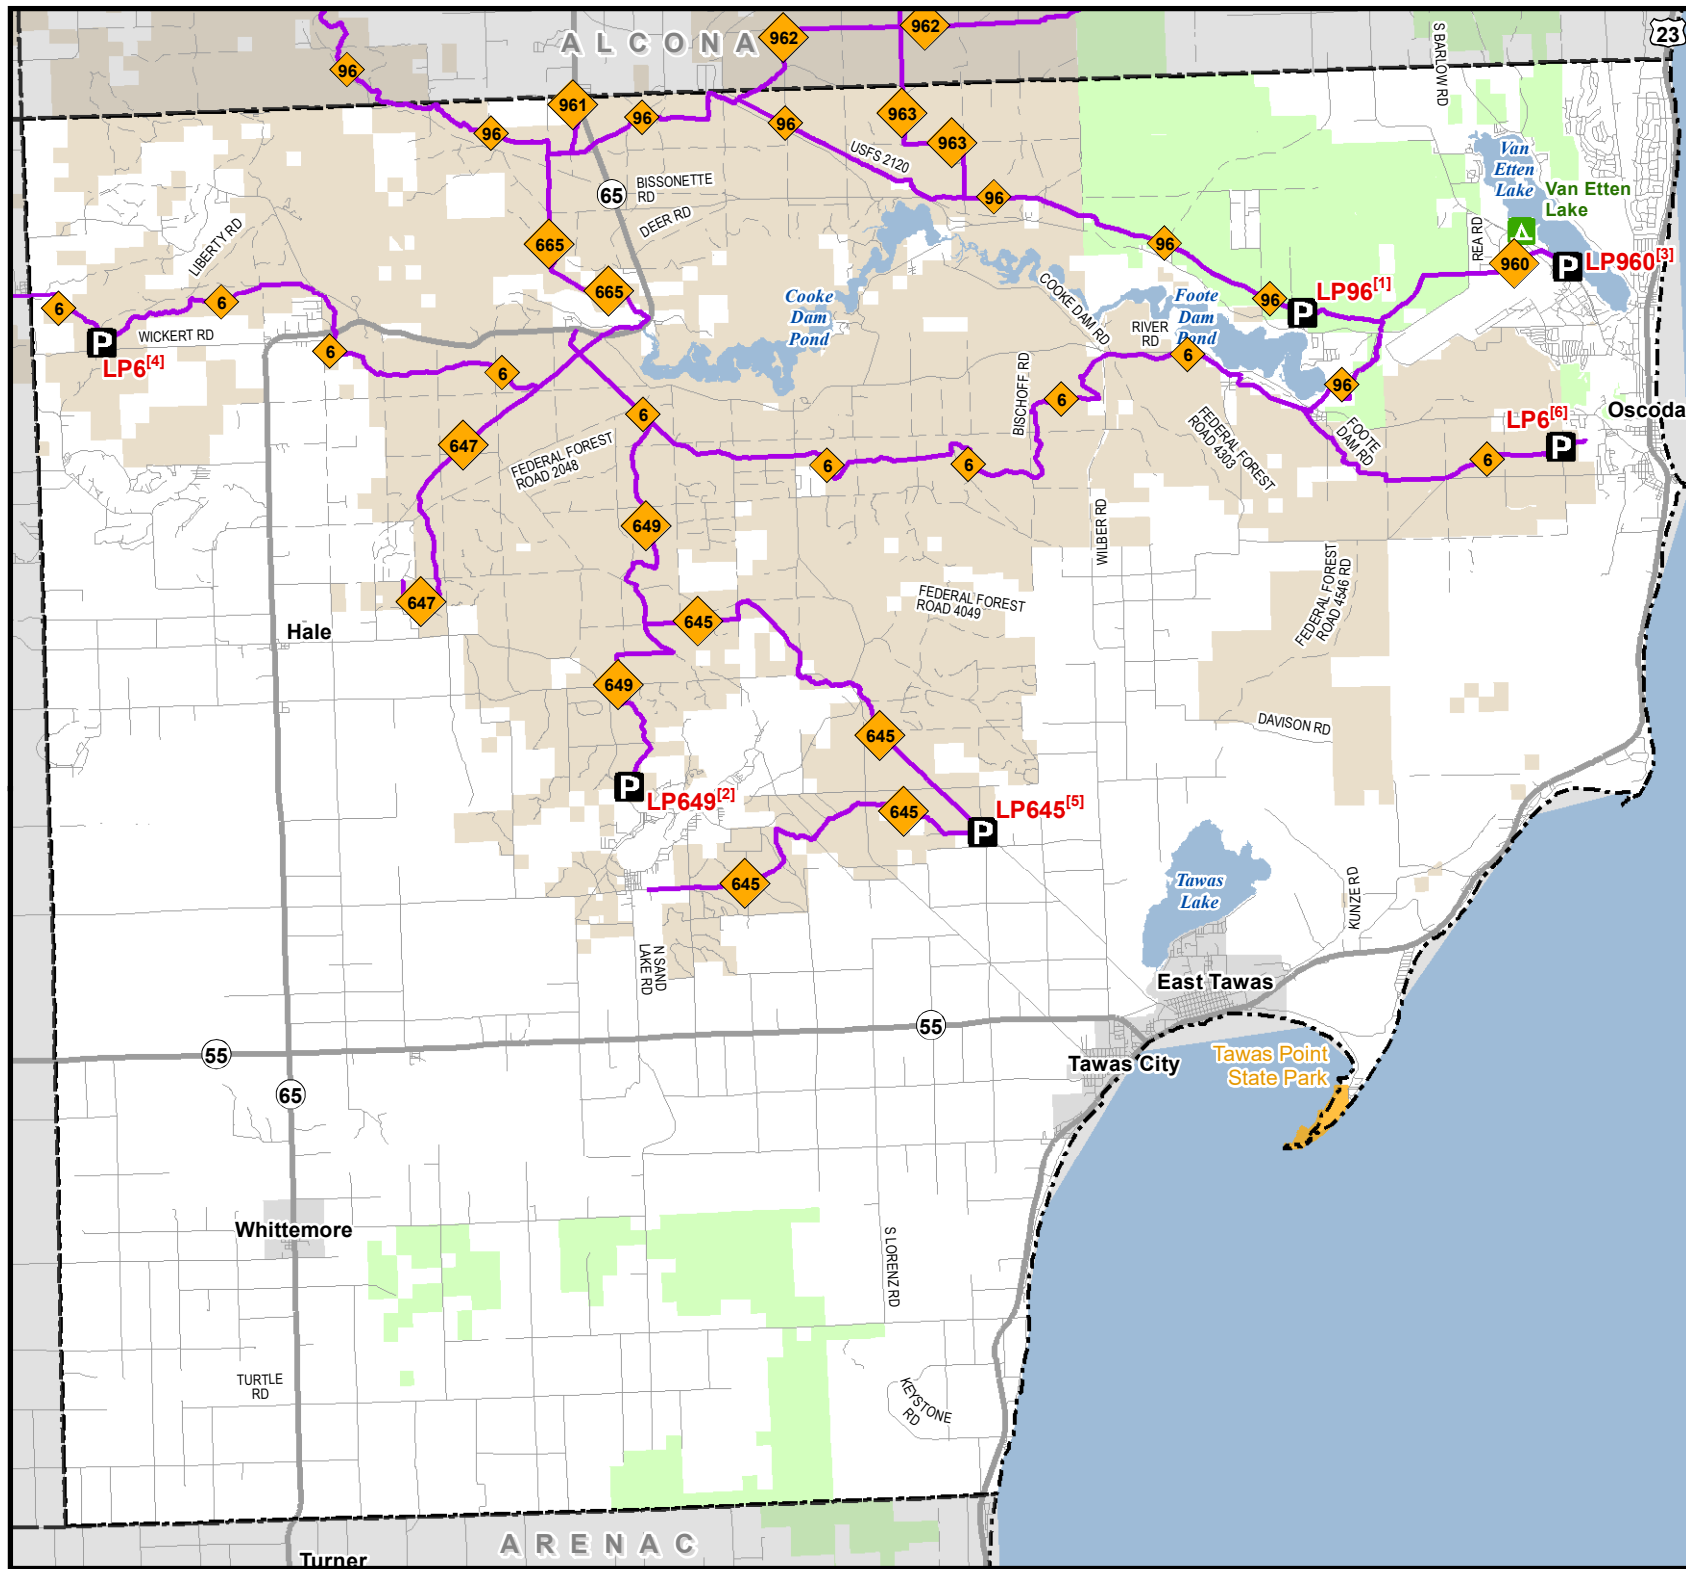 ALCONA
962
962
23
S BARLOW RD
96
961
96
96
96
963
963
USFS 2120
Van
Etten
Lake
Van Etten
Lake
BISSONETTE
RD
65
DEER RD
96
96
REA RD
960
LP960[3]
LIBERTY RD
665
665
6
6
WICKERT RD
LP6[4]
P
Cooke
Dam
Pond
COOKE DAM RD
Foote
Dam
Pond
RIVER
RD
96
P
LP96[1]
P
6
6
6
96
BISCHOFF RD
6
6
647
FEDERAL FOREST
ROAD 2048
6
6
FEDERAL FOREST
ROAD 4303
FOOTE
DAM RD
LP6[6]
P
Oscoda
6
649
WILBER RD
647
645
FEDERAL FOREST
ROAD 4049
FEDERAL FOREST
ROAD 4546 RD
Hale
649
645
DAVISON RD
P
LP649[2]
645
LP645[5]
P
645
Tawas
Lake
KUNZE RD
N SAND
LAKE RD
East Tawas
55
55
Tawas City
Tawas Point
State Park
65
Whittemore
S LORENZ RD
TURTLE
RD
KEYSTONE
RD
ARENAC
Turner